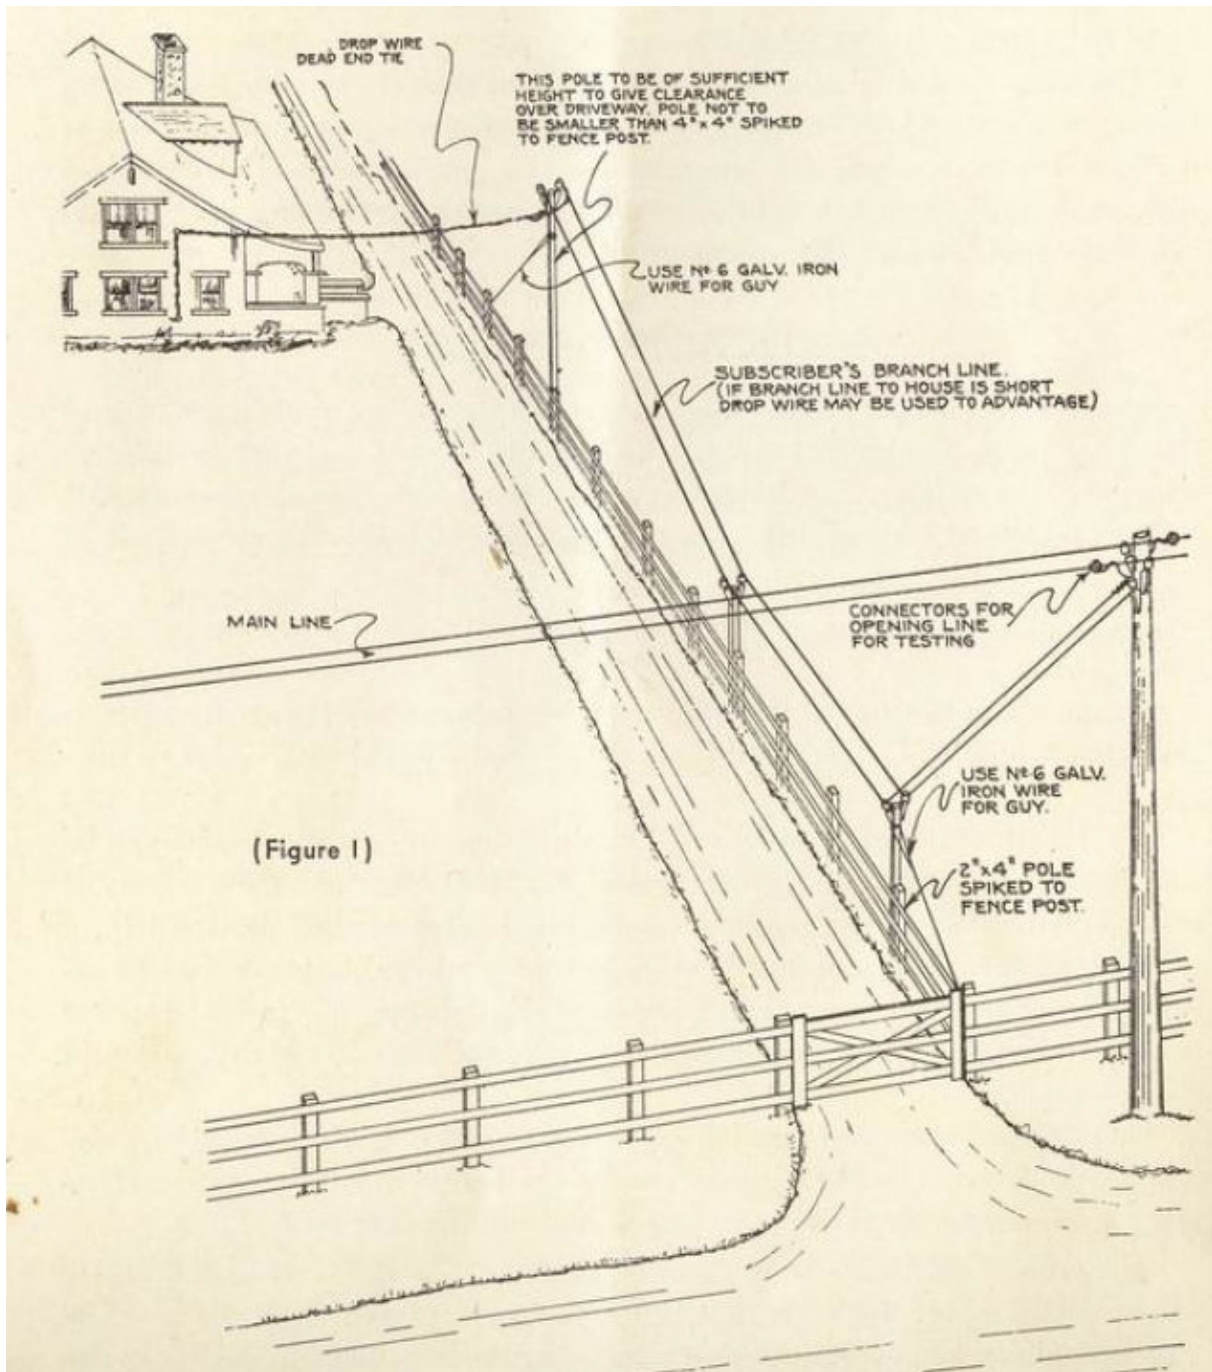 DROP WIRE
DEAD END TIE
THIS POLE TO BE OF SUFFICIENT
HEIGHT TO GIVE CLEARANCE
OVER DRIVEWAY. POLE NOT TO
BE SMALLER THAN 4"x4" SPIKED
TO FENCE POST.
USE Nº 6 GALV. IRON
WIRE FOR GUY
SUBSCRIBER'S BRANCH LINE.
(IF BRANCH LINE TO HOUSE IS SHORT
DROP WIRE MAY BE USED TO ADVANTAGE)
MAIN LINE
CONNECTORS FOR
OPENING LINE
FOR TESTING
USE Nº 6 GALV.
IRON WIRE
FOR GUY.
(Figure 1)
2"x4" POLE
SPIKED TO
FENCE POST.